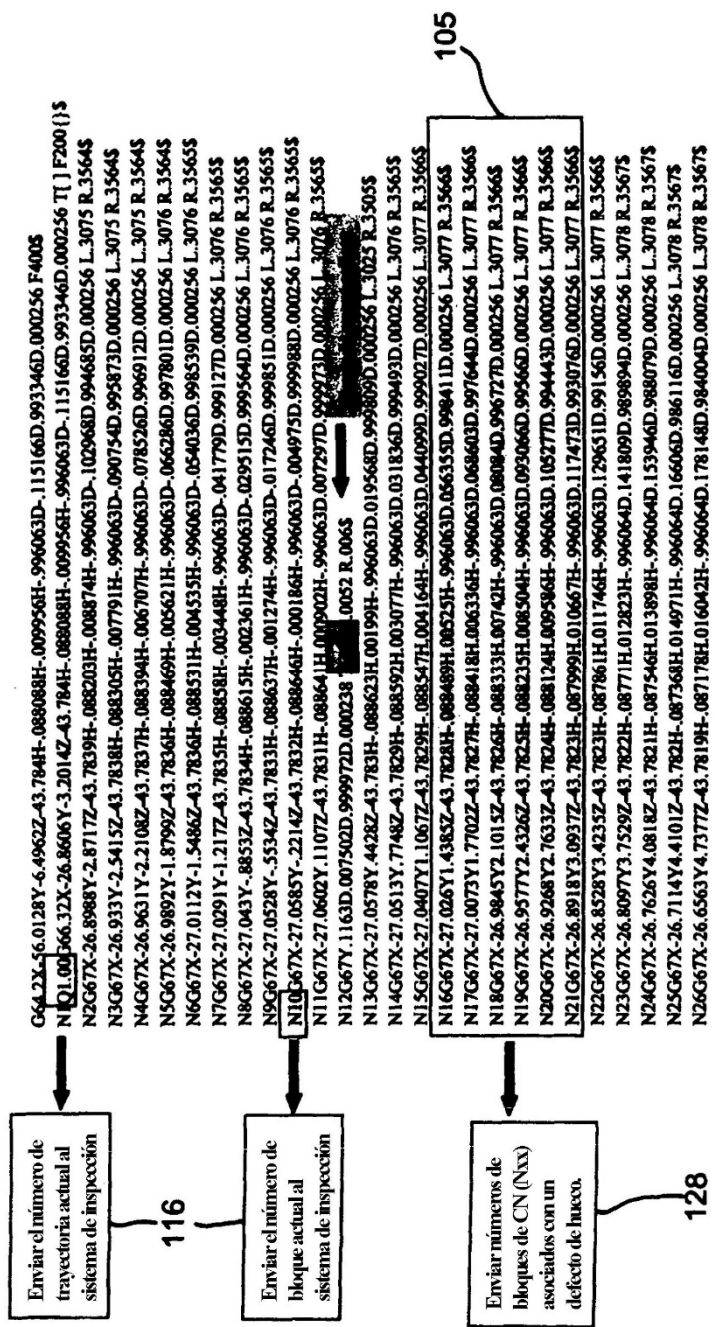 Enviar el número de
trayectoria actual al
sistema de inspección
116
Enviar el número de
bloque actual al
sistema de inspección
Enviar números de
bloques de CN (Nxx)
asociados con un
defecto de hueco.
128
G64.2X-56.0128Y-6.4962Z-43.784H-.088088H-.009956H-.996063D-.115166D.993346D.000256 F400$
N1Q1.00G66.32X-26.8606Y-3.2014Z-43.784H-.088088H-.009956H-.996063D-.115166D.993346D.000256 T[ ] F200{}$
N2G67X-26.8988Y-2.8717Z-43.7839H-.088203H-.008874H-.996063D-.102968D.994685D.000256 L.3075 R.3564$
N3G67X-26.933Y-2.5415Z-43.7838H-.088305H-.007791H-.996063D-.090754D.995873D.000256 L.3075 R.3564$
N4G67X-26.9631Y-2.2108Z-43.7837H-.088394H-.006707H-.996063D-.078526D.996912D.000256 L.3075 R.3564$
N5G67X-26.9892Y-1.8799Z-43.7836H-.088469H-.005621H-.996063D-.066286D.997801D.000256 L.3076 R.3564$
N6G67X-27.0112Y-1.5486Z-43.7836H-.088531H-.004535H-.996063D-.054036D.998539D.000256 L.3076 R.3565$
N7G67X-27.0291Y-1.217Z-43.7835H-.08858H-.003448H-.996063D-.041779D.999127D.000256 L.3076 R.3565$
N8G67X-27.043Y-.8853Z-43.7834H-.088615H-.002361H-.996063D-.029515D.999564D.000256 L.3076 R.3565$
N9G67X-27.0528Y-.5534Z-43.7833H-.088637H-.001274H-.996063D-.017246D.999851D.000256 L.3076 R.3565$
N10G67X-27.0585Y-.2214Z-43.7832H-.088646H-.000186H-.996063D-.004975D.999988D.000256 L.3076 R.3565$
N11G67X-27.0602Y.1107Z-43.7831H-.088641H.000902H-.996063D.007297D.999973D.000256 L.3076 R.3565$
N12G67Y.1163D.007502D.999972D.000238 .0052 R.006$
N13G67X-27.0578Y.4428Z-43.783H-.088623H.00199H-.996063D.019568D.999809D.000256 L.3025 R.3505$
N14G67X-27.0513Y.7748Z-43.7829H-.088592H.003077H-.996063D.031836D.999493D.000256 L.3076 R.3565$
N15G67X-27.0407Y1.1067Z-43.7829H-.088547H.004164H-.996063D.044099D.999027D.000256 L.3077 R.3566$
N16G67X-27.026Y1.4385Z-43.7828H-.088489H.00525H-.996063D.056355D.998411D.000256 L.3077 R.3566$
N17G67X-27.0073Y1.7702Z-43.7827H-.088418H.006336H-.996063D.068603D.997644D.000256 L.3077 R.3566$
N18G67X-26.9845Y2.1015Z-43.7826H-.088333H.00742H-.996063D.08084D.996727D.000256 L.3077 R.3566$
N19G67X-26.9577Y2.4326Z-43.7825H-.088235H.008504H-.996063D.093066D.99566D.000256 L.3077 R.3566$
N20G67X-26.9268Y2.7633Z-43.7824H-.088124H.009586H-.996063D.105277D.994443D.000256 L.3077 R.3566$
N21G67X-26.8918Y3.0937Z-43.7823H-.087999H.010667H-.996063D.117473D.993076D.000256 L.3077 R.3566$
N22G67X-26.8528Y3.4235Z-43.7823H-.087861H.011746H-.996063D.129651D.99156D.000256 L.3077 R.3566$
N23G67X-26.8097Y3.7529Z-43.7822H-.08771H.012823H-.996064D.141809D.989894D.000256 L.3078 R.3567$
N24G67X-26.7626Y4.0818Z-43.7821H-.087546H.013898H-.996064D.153946D.988079D.000256 L.3078 R.3567$
N25G67X-26.7114Y4.4101Z-43.782H-.087368H.014971H-.996064D.16606D.986116D.000256 L.3078 R.3567$
N26G67X-26.6563Y4.7377Z-43.7819H-.087178H.016042H-.996064D.178148D.984004D.000256 L.3078 R.3567$
105